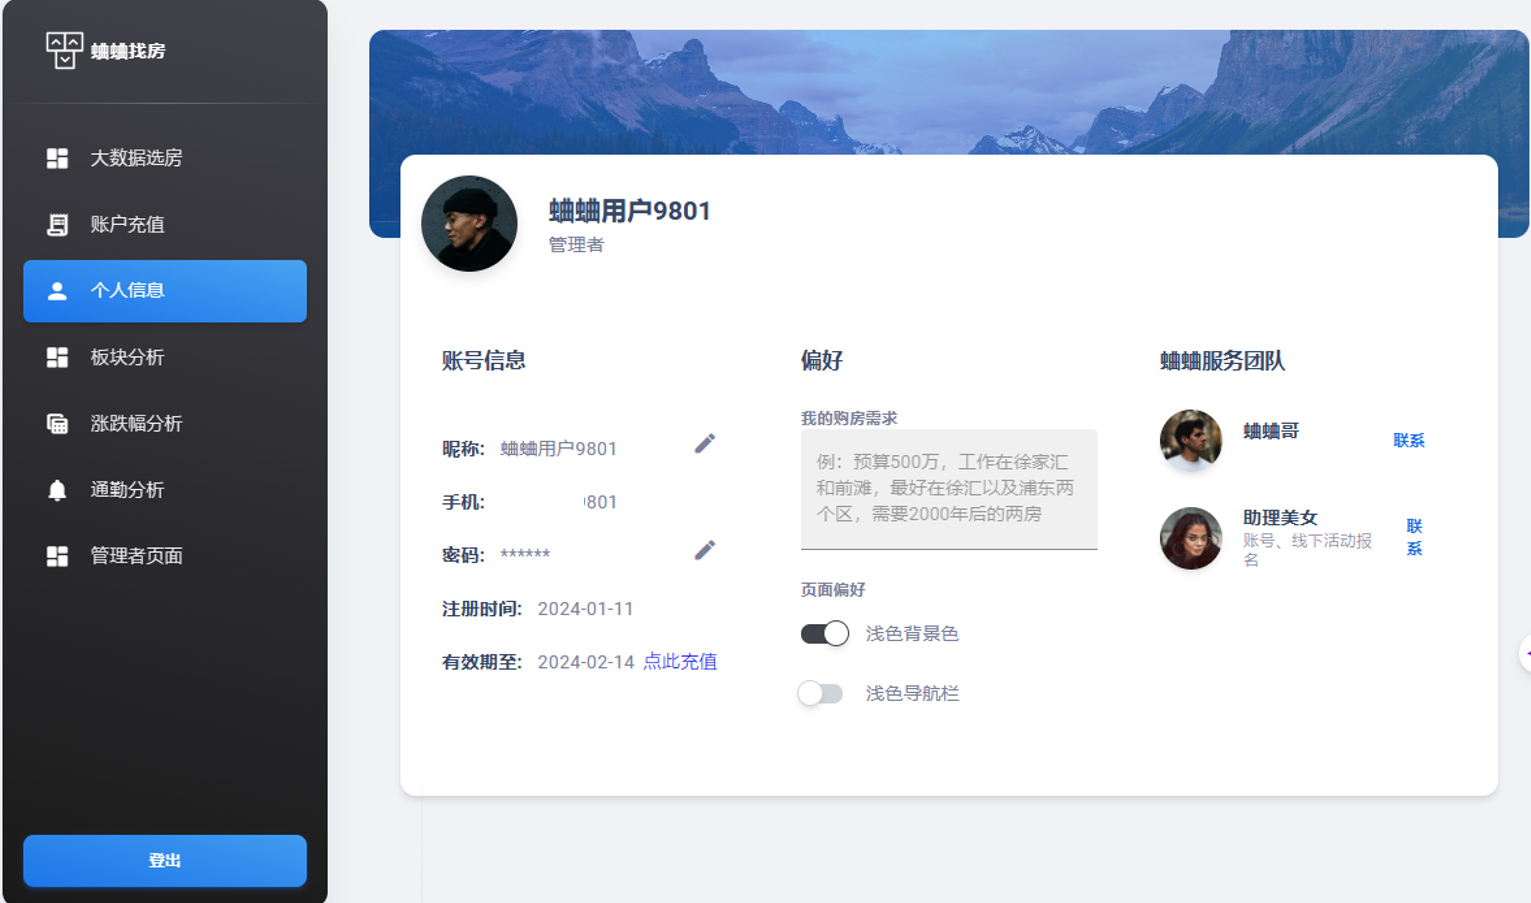 蛐蛐找房
大数据选房
账户充值
个人信息
板块分析
涨跌幅分析
通勤分析
管理者页面
登出
蛐蛐用户9801
管理者
账号信息
昵称: 蛐蛐用户9801
手机: 9801
密码: ******
注册时间: 2024-01-11
有效期至: 2024-02-14 点此充值
偏好
我的购房需求
例：预算500万，工作在徐家汇
和前滩，最好在徐汇以及浦东两
个区，需要2000年后的两房
页面偏好
浅色背景色
浅色导航栏
蛐蛐服务团队
蛐蛐哥
联系
助理美女
账号、线下活动报
名
联
系